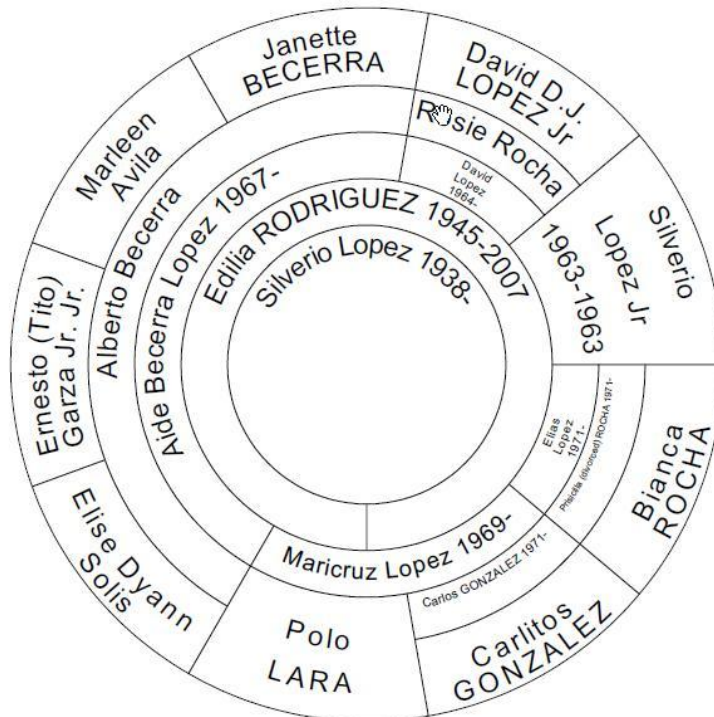 Silverio Lopez 1938-
Edilia RODRIGUEZ 1945-2007
Silverio
Lopez Jr
1963-1963
David
Lopez
1964-
Rosie Rocha
David D.J.
LOPEZ Jr
Aide Becerra Lopez 1967-
Alberto Becerra
Janette
BECERRA
Marleen
Avila
Ernesto (Tito)
Garza Jr. Jr.
Elise Dyann
Solis
Maricruz Lopez 1969-
Polo
LARA
Carlos GONZALEZ 1971-
Carlitos
GONZALEZ
Elias
Lopez
1971-
Prisicilla (divorced) ROCHA 1971-
Bianca
ROCHA